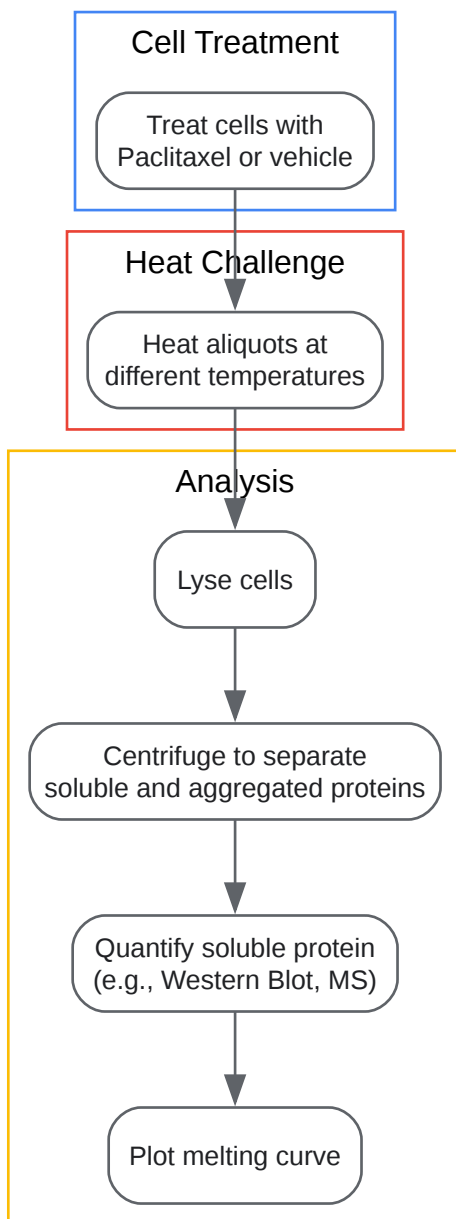 Cell Treatment
Treat cells with
Paclitaxel or vehicle
Heat Challenge
Heat aliquots at
different temperatures
Analysis
Lyse cells
Centrifuge to separate
soluble and aggregated proteins
Quantify soluble protein
(e.g., Western Blot, MS)
Plot melting curve